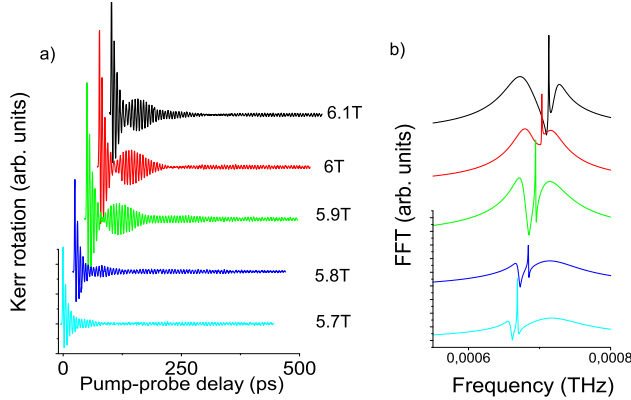 a)
Kerr rotation (arb. units)
6.1T
6T
5.9T
5.8T
5.7T
0
250
500
Pump-probe delay (ps)
b)
FFT (arb. units)
0,0006
0,0008
Frequency (THz)